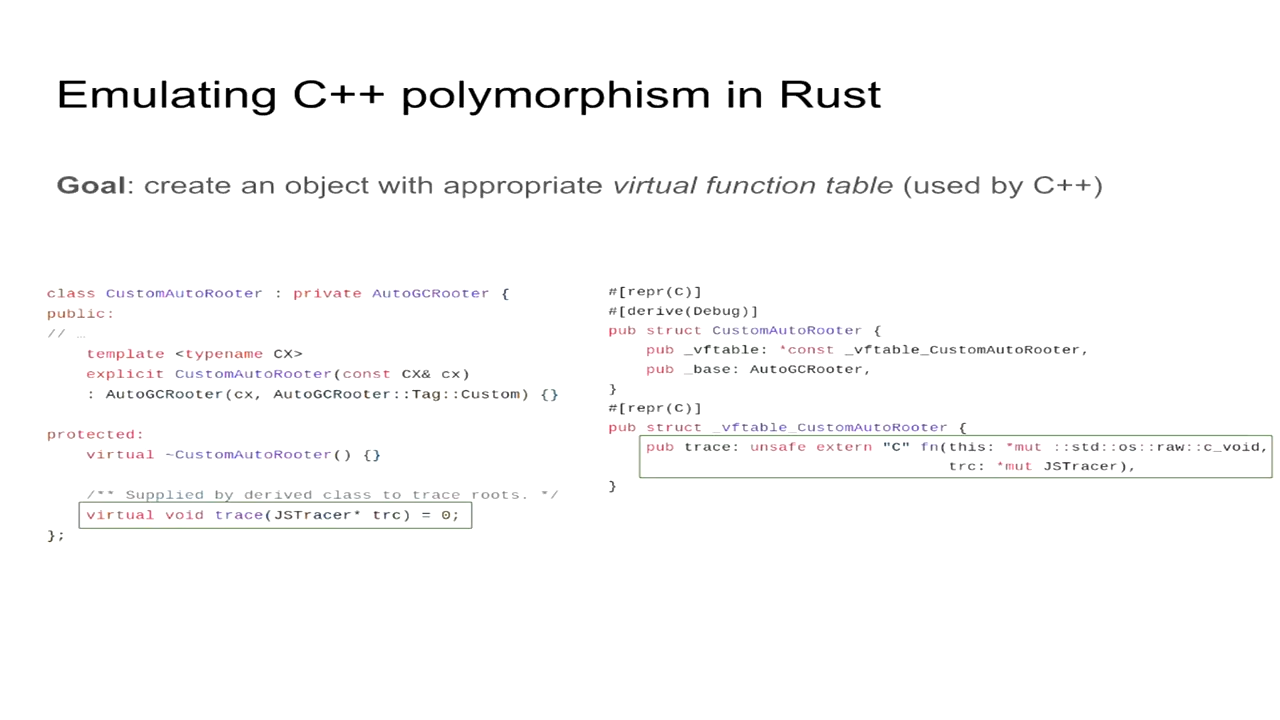 Emulating C++ polymorphism in Rust
Goal: create an object with appropriate virtual function table (used by C++)
class CustomAutoRooter : private AutoGCRooter {
public:
// …
    template <typename CX>
    explicit CustomAutoRooter(const CX& cx)
    : AutoGCRooter(cx, AutoGCRooter::Tag::Custom) {}
protected:
    virtual ~CustomAutoRooter() {}
    /** Supplied by derived class to trace roots. */
    virtual void trace(JSTracer* trc) = 0;
};
#[repr(C)]
#[derive(Debug)]
pub struct CustomAutoRooter {
    pub _vftable: *const _vftable_CustomAutoRooter,
    pub _base: AutoGCRooter,
}
#[repr(C)]
pub struct _vftable_CustomAutoRooter {
    pub trace: unsafe extern "C" fn(this: *mut ::std::os::raw::c_void,
                                    trc: *mut JSTracer),
}